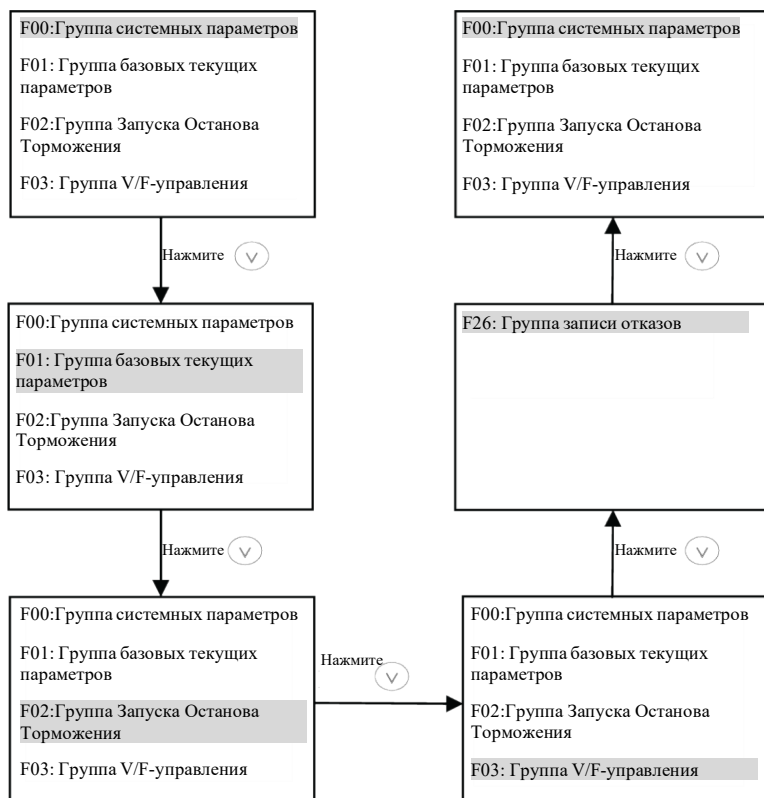 F00:Группа системных параметров
F01: Группа базовых текущих
параметров
F02:Группа Запуска Останова
Торможения
F03: Группа V/F-управления
Нажмите
F00:Группа системных параметров
F01: Группа базовых текущих
параметров
F02:Группа Запуска Останова
Торможения
F03: Группа V/F-управления
Нажмите
F00:Группа системных параметров
F01: Группа базовых текущих
параметров
F02:Группа Запуска Останова
Торможения
F03: Группа V/F-управления
Нажмите
F00:Группа системных параметров
F01: Группа базовых текущих
параметров
F02:Группа Запуска Останова
Торможения
F03: Группа V/F-управления
Нажмите
F26: Группа записи отказов
Нажмите
F00:Группа системных параметров
F01: Группа базовых текущих
параметров
F02:Группа Запуска Останова
Торможения
F03: Группа V/F-управления